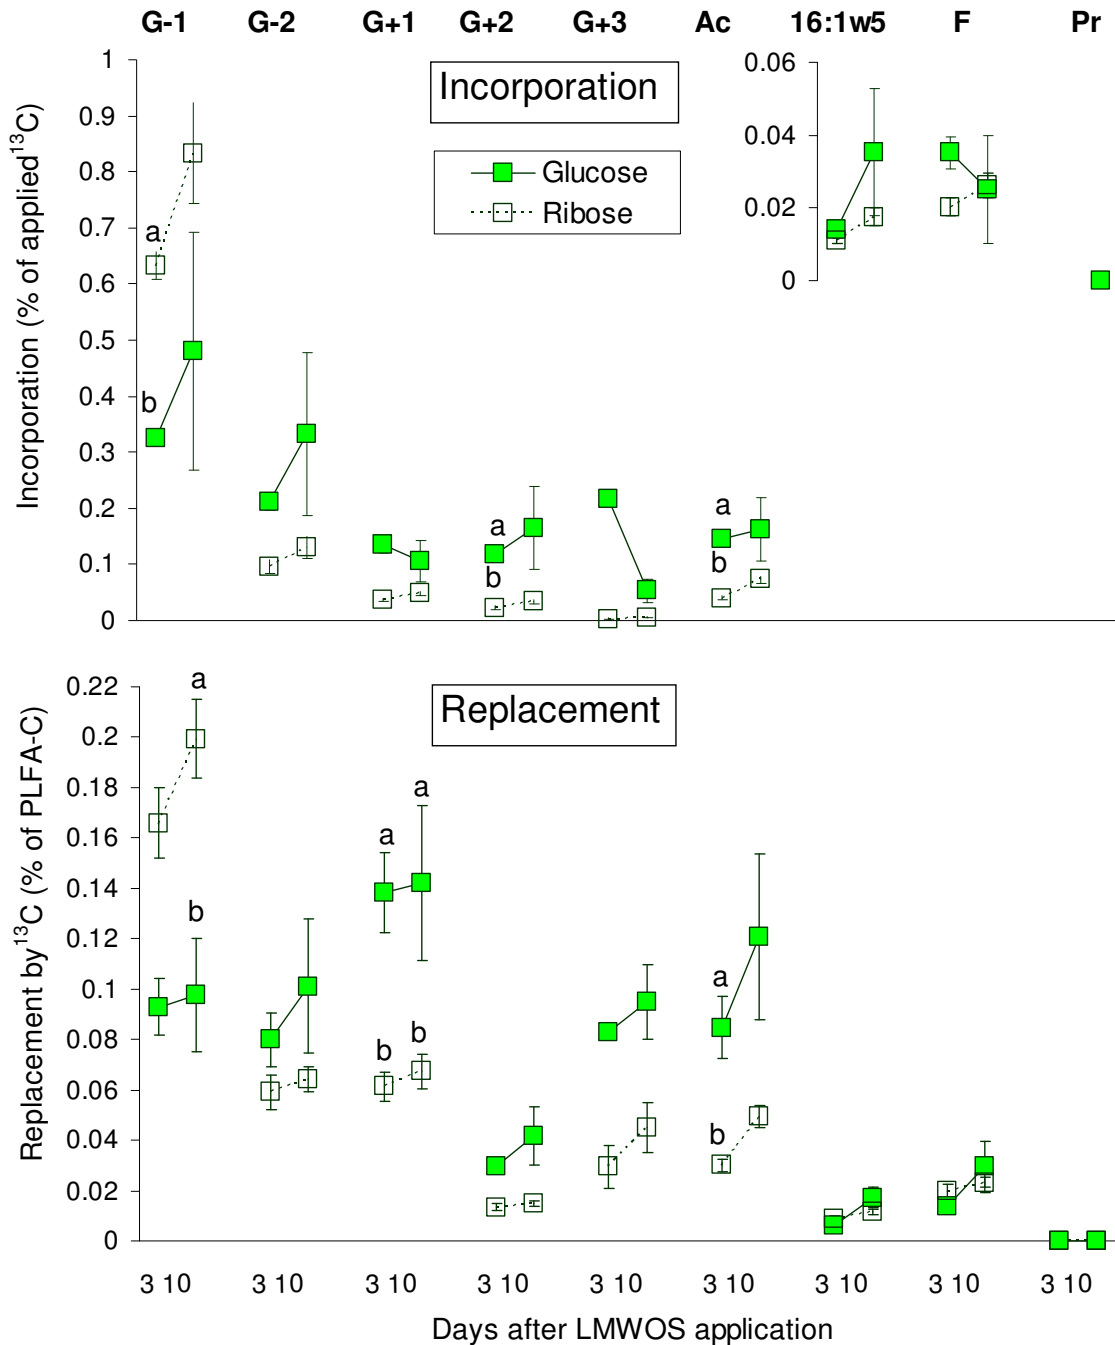 G-1 G-2 G+1 G+2 G+3 Ac 16:1w5 F Pr
Incorporation
Glucose
Ribose
Incorporation (% of applied ¹³C)
1
0.9
0.8
0.7
0.6
0.5
0.4
0.3
0.2
0.1
0
0.06
0.04
0.02
0
a
b
a
b
a
b
Replacement
Replacement by ¹³C (% of PLFA-C)
0.22
0.2
0.18
0.16
0.14
0.12
0.1
0.08
0.06
0.04
0.02
0
a
b
a
a
b
b
a
b
3 10 3 10 3 10 3 10 3 10 3 10 3 10 3 10 3 10
Days after LMWOS application